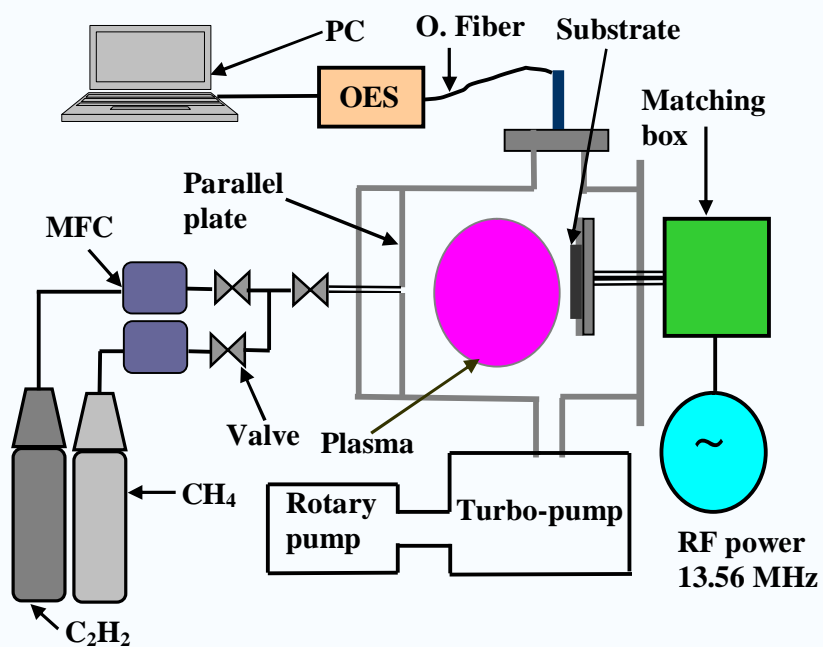 PC
O. Fiber
Substrate
OES
Matching
box
Parallel
plate
MFC
Valve
Plasma
~
CH₄
Rotary
pump
Turbo-pump
RF power
13.56 MHz
C₂H₂